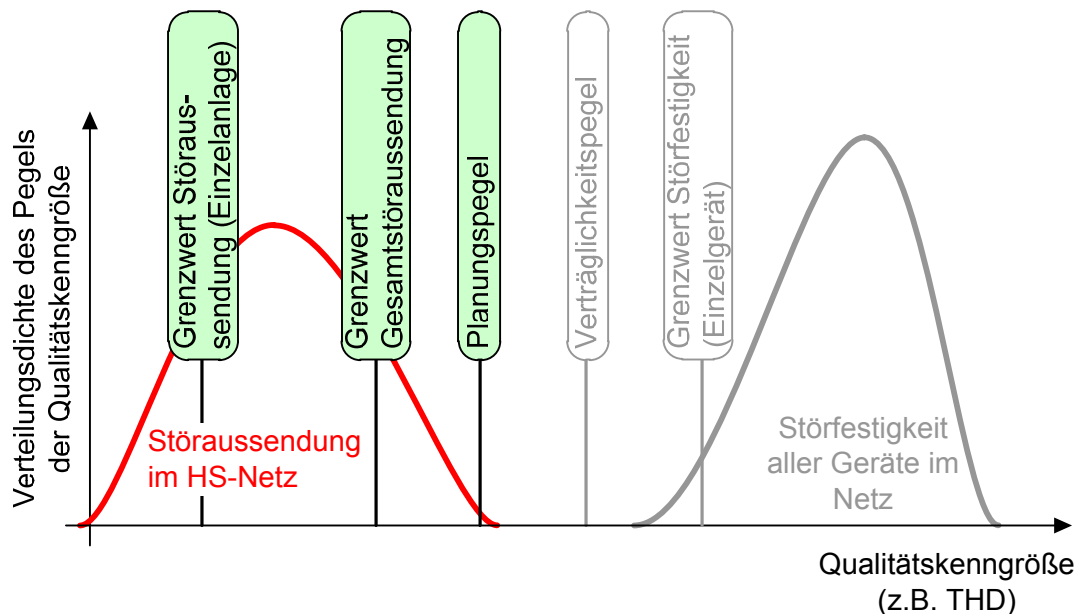 Verteilungsdichte des Pegels
der Qualitätskenngröße
Grenzwert Störaus-
sendung (Einzelanlage)
Grenzwert
Gesamtstöraussendung
Planungspegel
Verträglichkeitspegel
Grenzwert Störfestigkeit
(Einzelgerät)
Störaussendung
im HS-Netz
Störfestigkeit
aller Geräte im
Netz
Qualitätskenngröße
(z.B. THD)